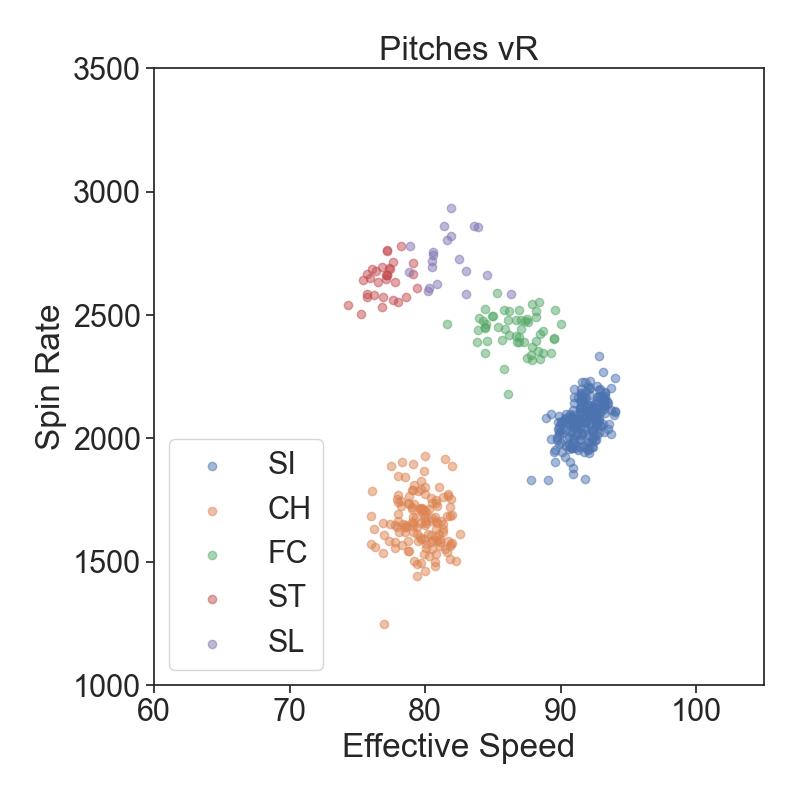 Pitches vR
3500
3000
2500
2000
1500
1000
Spin Rate
SI
CH
FC
ST
SL
60 70 80 90 100
Effective Speed